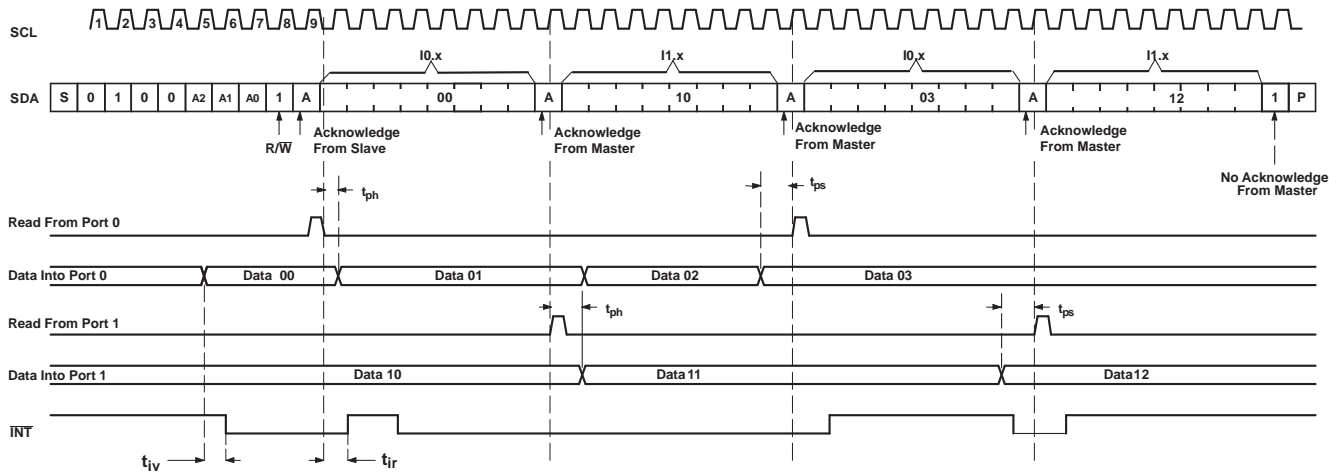 SCL
1 2 3 4 5 6 7 8 9
I0.x I1.x I0.x I1.x
SDA S 0 1 0 0 A2 A1 A0 1 A 00 A 10 A 03 A 12 1 P
R/W
Acknowledge
From Slave
Acknowledge
From Master
Acknowledge
From Master
Acknowledge
From Master
No Acknowledge
From Master
tph
tps
Read From Port 0
Data Into Port 0 Data 00 Data 01 Data 02 Data 03
tph
tps
Read From Port 1
Data Into Port 1 Data 10 Data 11 Data12
INT
tiv
tir